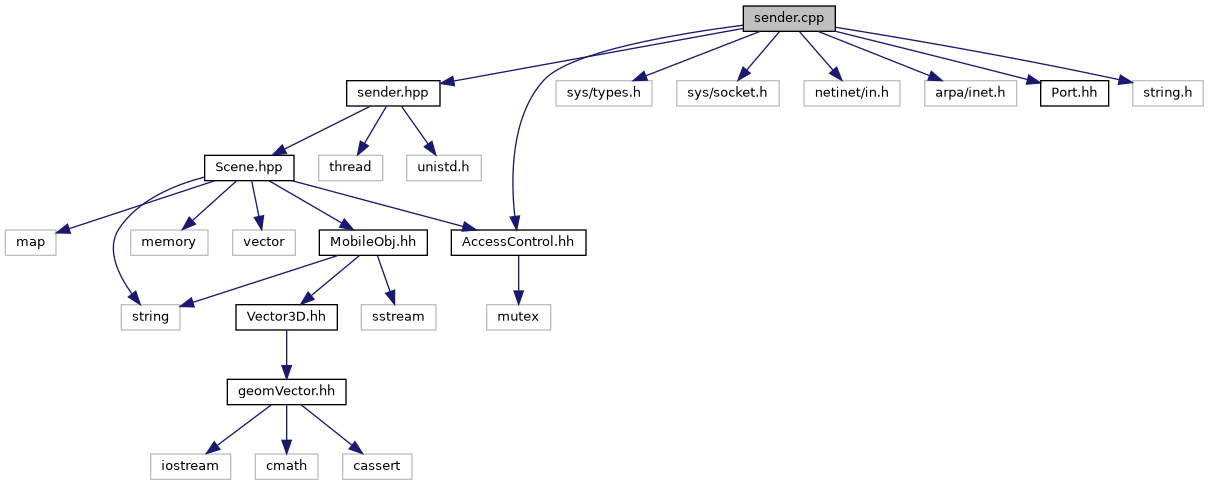 sender.cpp
sender.hpp
sys/types.h
sys/socket.h
netinet/in.h
arpa/inet.h
Port.hh
string.h
Scene.hpp
thread
unistd.h
map
memory
vector
MobileObj.hh
AccessControl.hh
string
Vector3D.hh
sstream
mutex
geomVector.hh
iostream
cmath
cassert